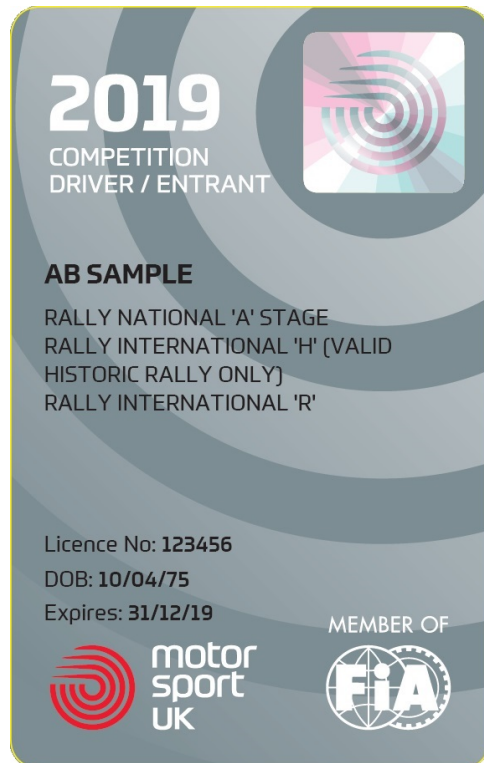 2019
COMPETITION
DRIVER / ENTRANT
AB SAMPLE
RALLY NATIONAL 'A' STAGE
RALLY INTERNATIONAL 'H' (VALID
HISTORIC RALLY ONLY)
RALLY INTERNATIONAL 'R'
Licence No: 123456
DOB: 10/04/75
Expires: 31/12/19
motor
sport
UK
MEMBER OF
FiA